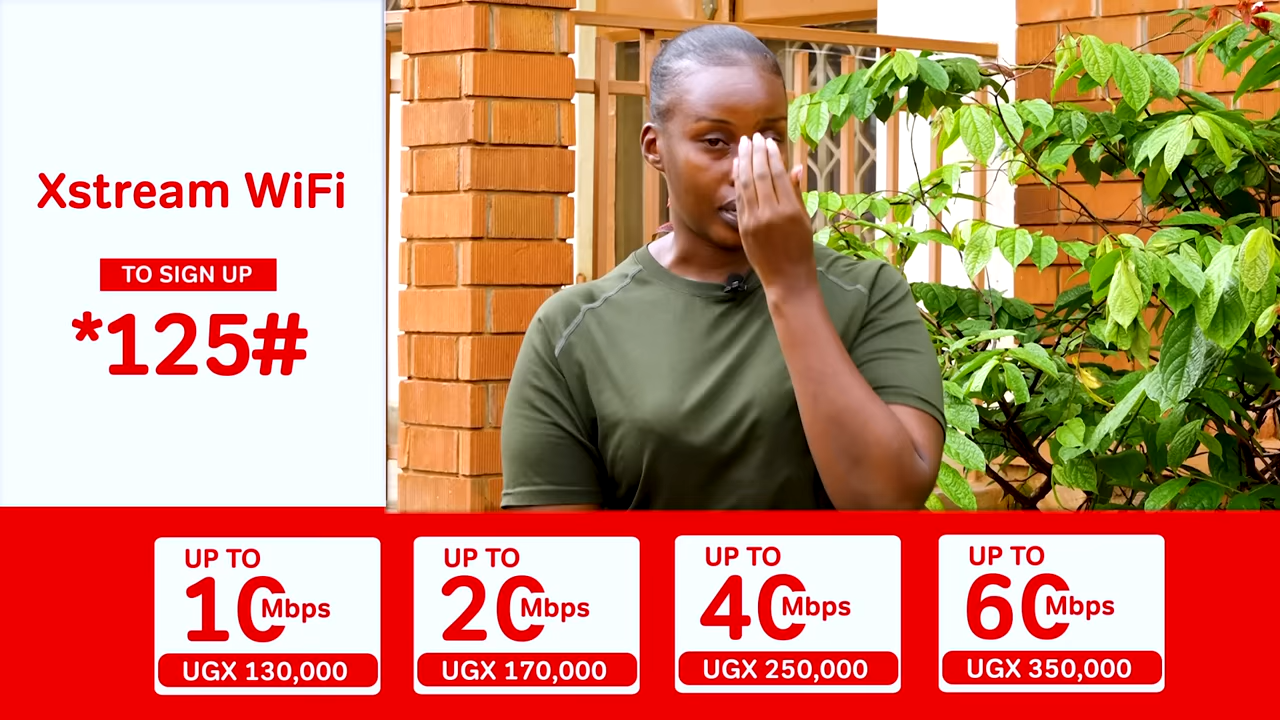 Xstream WiFi
TO SIGN UP
*125#
UP TO
10 Mbps
UGX 130,000
UP TO
20 Mbps
UGX 170,000
UP TO
40 Mbps
UGX 250,000
UP TO
60 Mbps
UGX 350,000